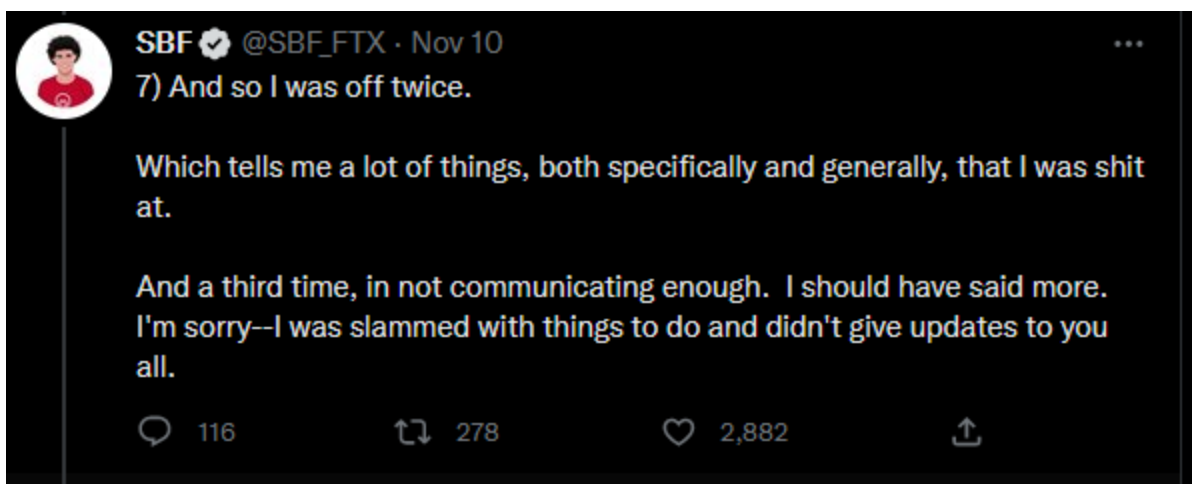 SBF @SBF_FTX · Nov 10
7) And so I was off twice.
Which tells me a lot of things, both specifically and generally, that I was shit
at.
And a third time, in not communicating enough.  I should have said more.
I'm sorry--I was slammed with things to do and didn't give updates to you
all.
116 278 2,882